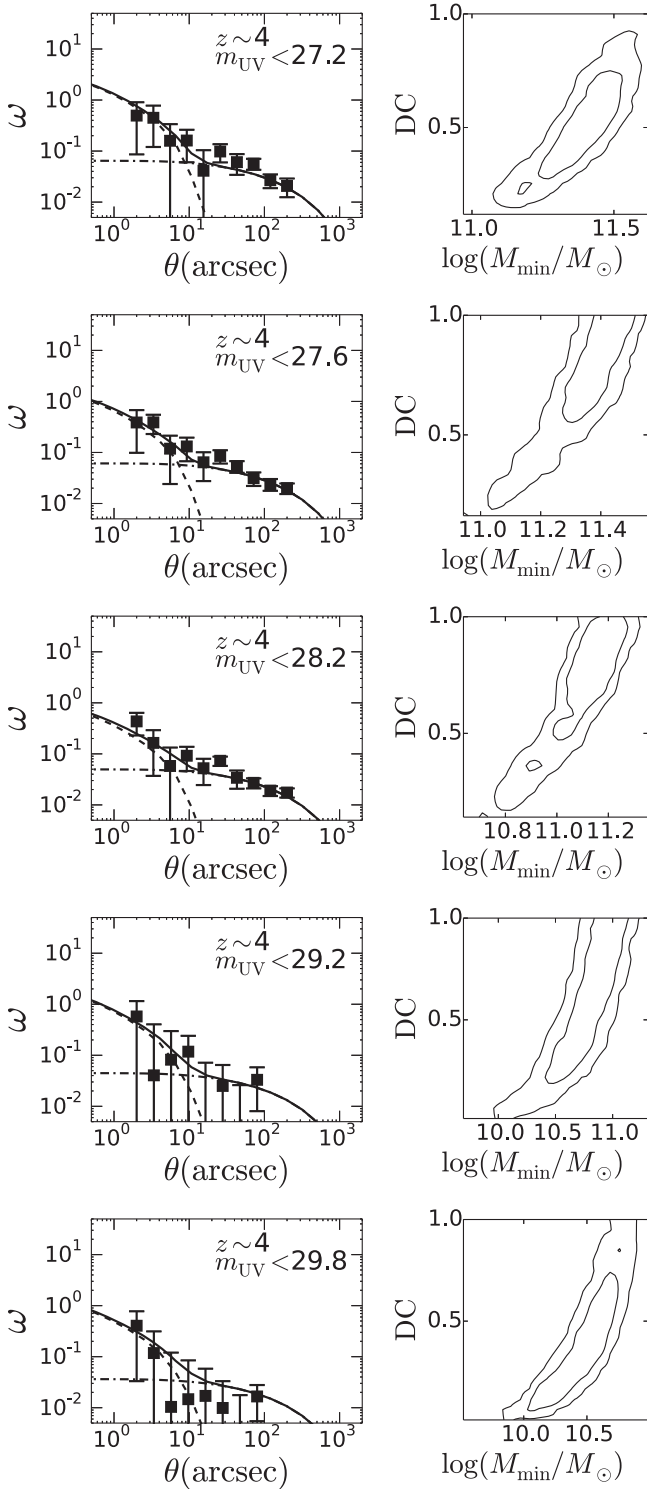 z∼4
m_UV<27.2
10^1
10^0
10^-1
10^-2
ω
10^0 10^1 10^2 10^3
θ(arcsec)
DC
0.5
11.0 11.5
log(M_min/M_⊙)
z∼4
m_UV<27.6
10^1
10^0
10^-1
10^-2
ω
10^0 10^1 10^2 10^3
θ(arcsec)
1.0
DC
0.5
11.0 11.2 11.4
log(M_min/M_⊙)
z∼4
m_UV<28.2
10^1
10^0
10^-1
10^-2
ω
10^0 10^1 10^2 10^3
θ(arcsec)
1.0
DC
0.5
10.8 11.0 11.2
log(M_min/M_⊙)
z∼4
m_UV<29.2
10^1
10^0
10^-1
10^-2
ω
10^0 10^1 10^2 10^3
θ(arcsec)
1.0
DC
0.5
10.0 10.5 11.0
log(M_min/M_⊙)
z∼4
m_UV<29.8
10^1
10^0
10^-1
10^-2
ω
10^0 10^1 10^2 10^3
θ(arcsec)
1.0
DC
0.5
10.0 10.5
log(M_min/M_⊙)